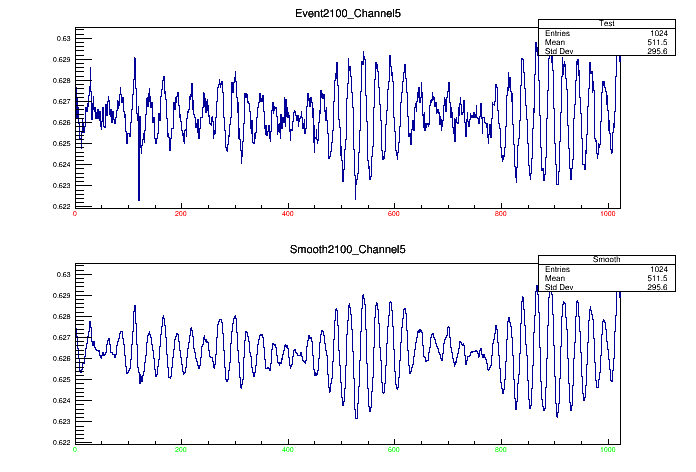 Event2100_Channel5
Test
Entries 1024
Mean 511.5
Std Dev 295.6
0.63
0.629
0.628
0.627
0.626
0.625
0.624
0.623
0.622
0 200 400 600 800 1000
Smooth2100_Channel5
Smooth
Entries 1024
Mean 511.5
Std Dev 295.6
0.63
0.629
0.628
0.627
0.626
0.625
0.624
0.623
0.622
0 200 400 600 800 1000